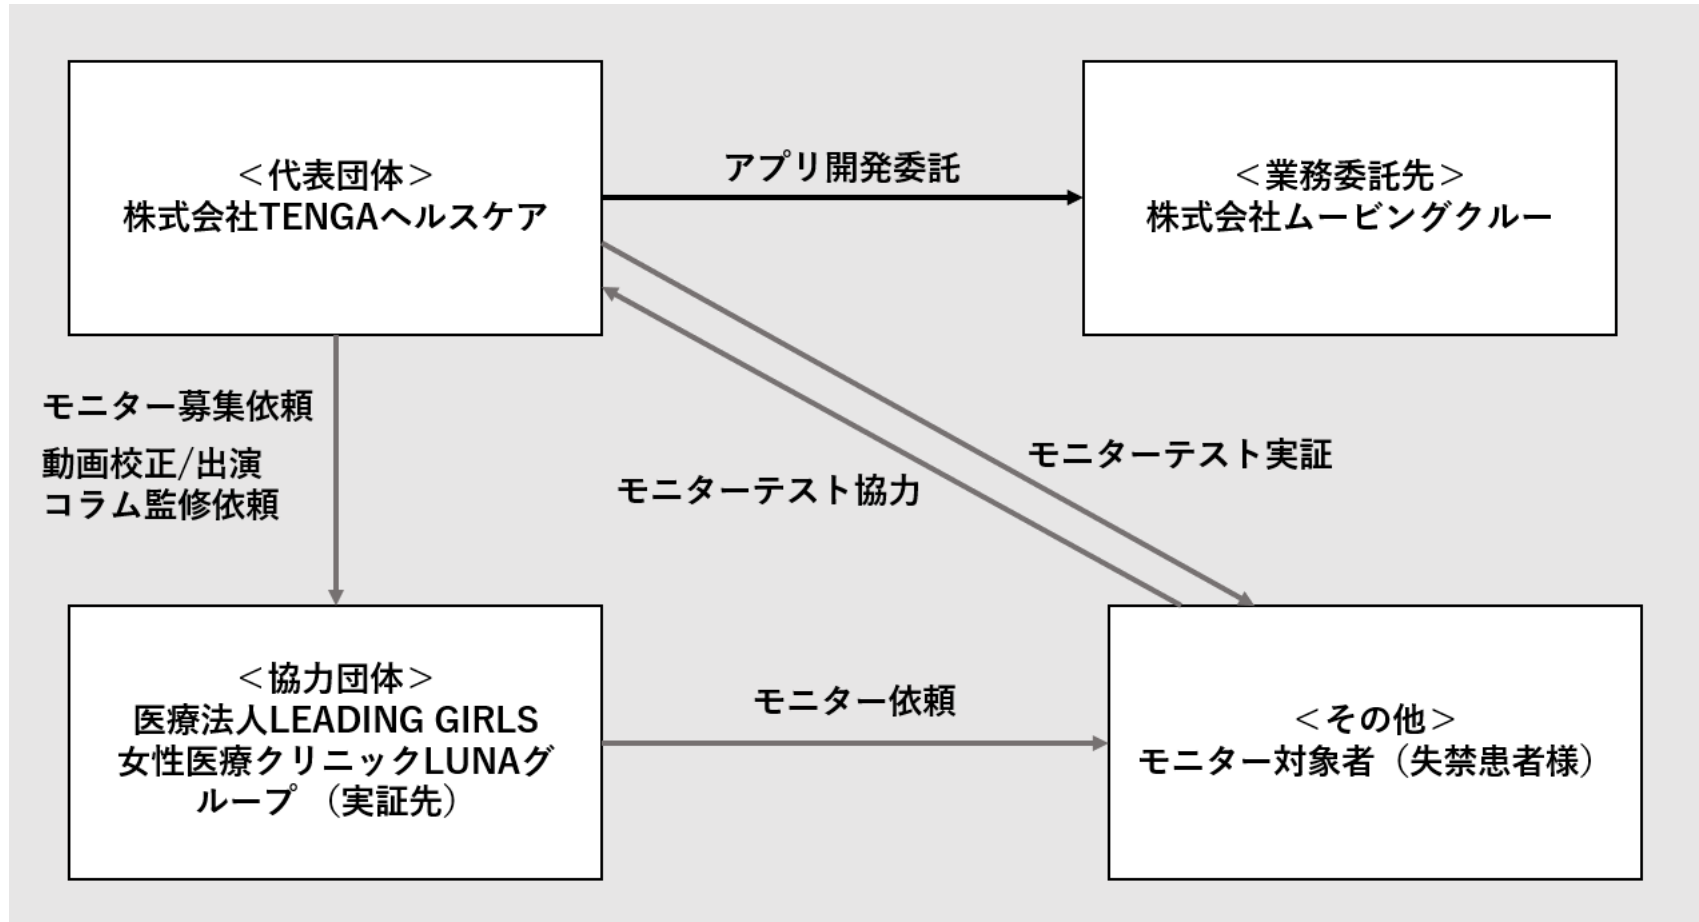 ＜代表団体＞
株式会社TENGAヘルスケア
アプリ開発委託
＜業務委託先＞
株式会社ムービングクルー
モニター募集依頼
動画校正/出演
コラム監修依頼
モニターテスト協力
モニターテスト実証
＜協力団体＞
医療法人LEADING GIRLS
女性医療クリニックLUNAグ
ループ （実証先）
モニター依頼
＜その他＞
モニター対象者（失禁患者様）